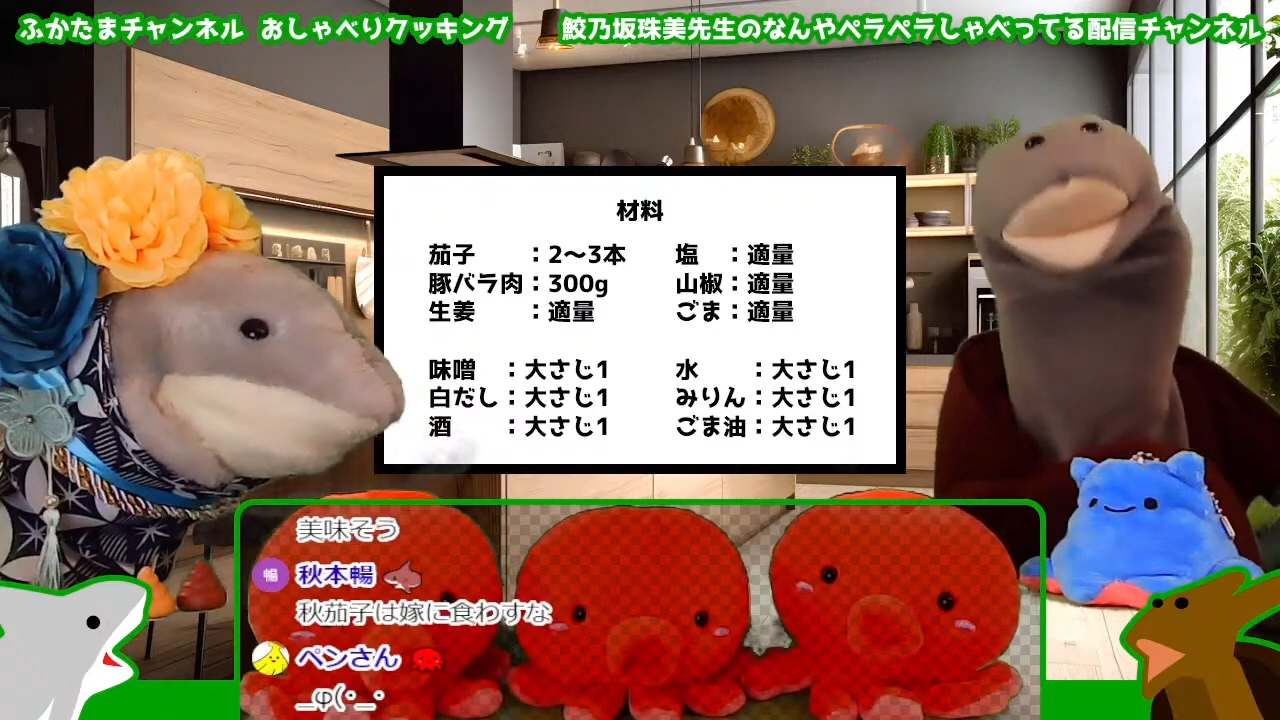 ふかたまチャンネル おしゃべりクッキング
鮫乃坂珠美先生のなんやペラペラしゃべってる配信チャンネル
材料
茄子 ：2〜3本 塩 ：適量
豚バラ肉：300g 山椒：適量
生姜 ：適量 ごま：適量
味噌 ：大さじ1 水 ：大さじ1
白だし：大さじ1 みりん：大さじ1
酒 ：大さじ1 ごま油：大さじ1
美味そう
暢 秋本暢
秋茄子は嫁に食わすな
ペンさん
_φ(･_･